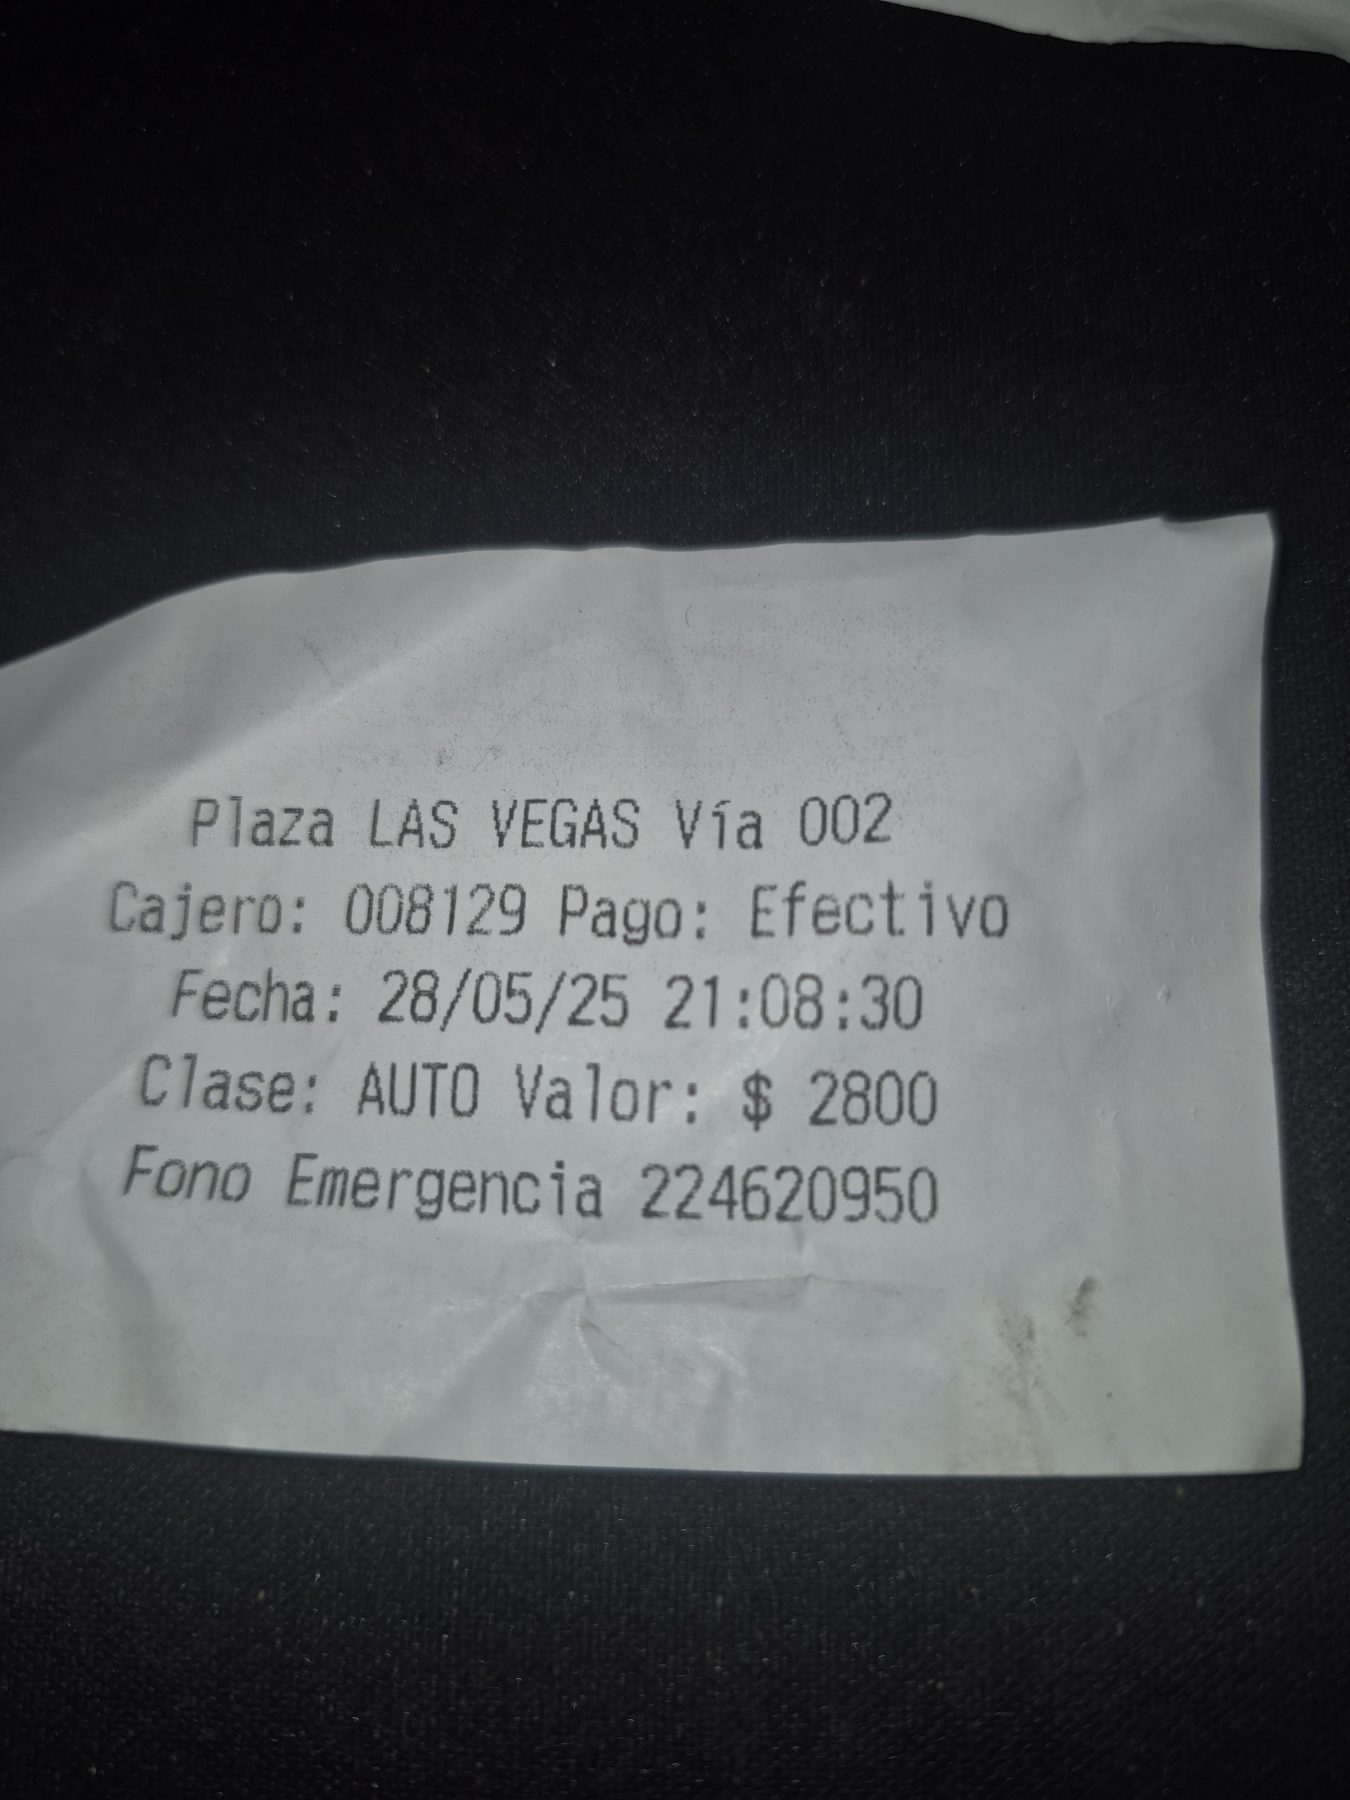 Plaza LAS VEGAS Vía 002
Cajero: 008129 Pago: Efectivo
Fecha: 28/05/25 21:08:30
Clase: AUTO Valor: $ 2800
Fono Emergencia 224620950